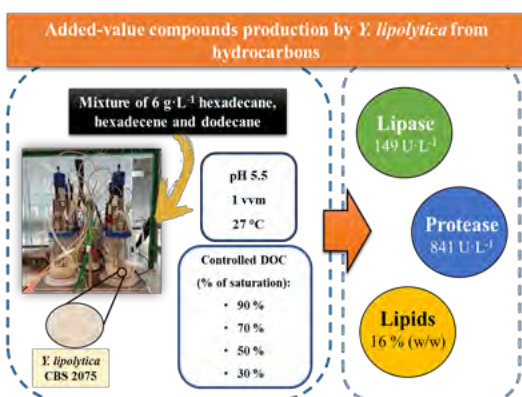 Added-value compounds production by Y. lipolytica from
hydrocarbons
Mixture of 6 g·L⁻¹ hexadecane,
hexadecene and dodecane
pH 5.5
1 vvm
27 °C
Controlled DOC
(% of saturation):
• 90 %
• 70 %
• 50 %
• 30 %
Y. lipolytica
CBS 2075
Lipase
149 U·L⁻¹
Protease
841 U·L⁻¹
Lipids
16 % (w/w)